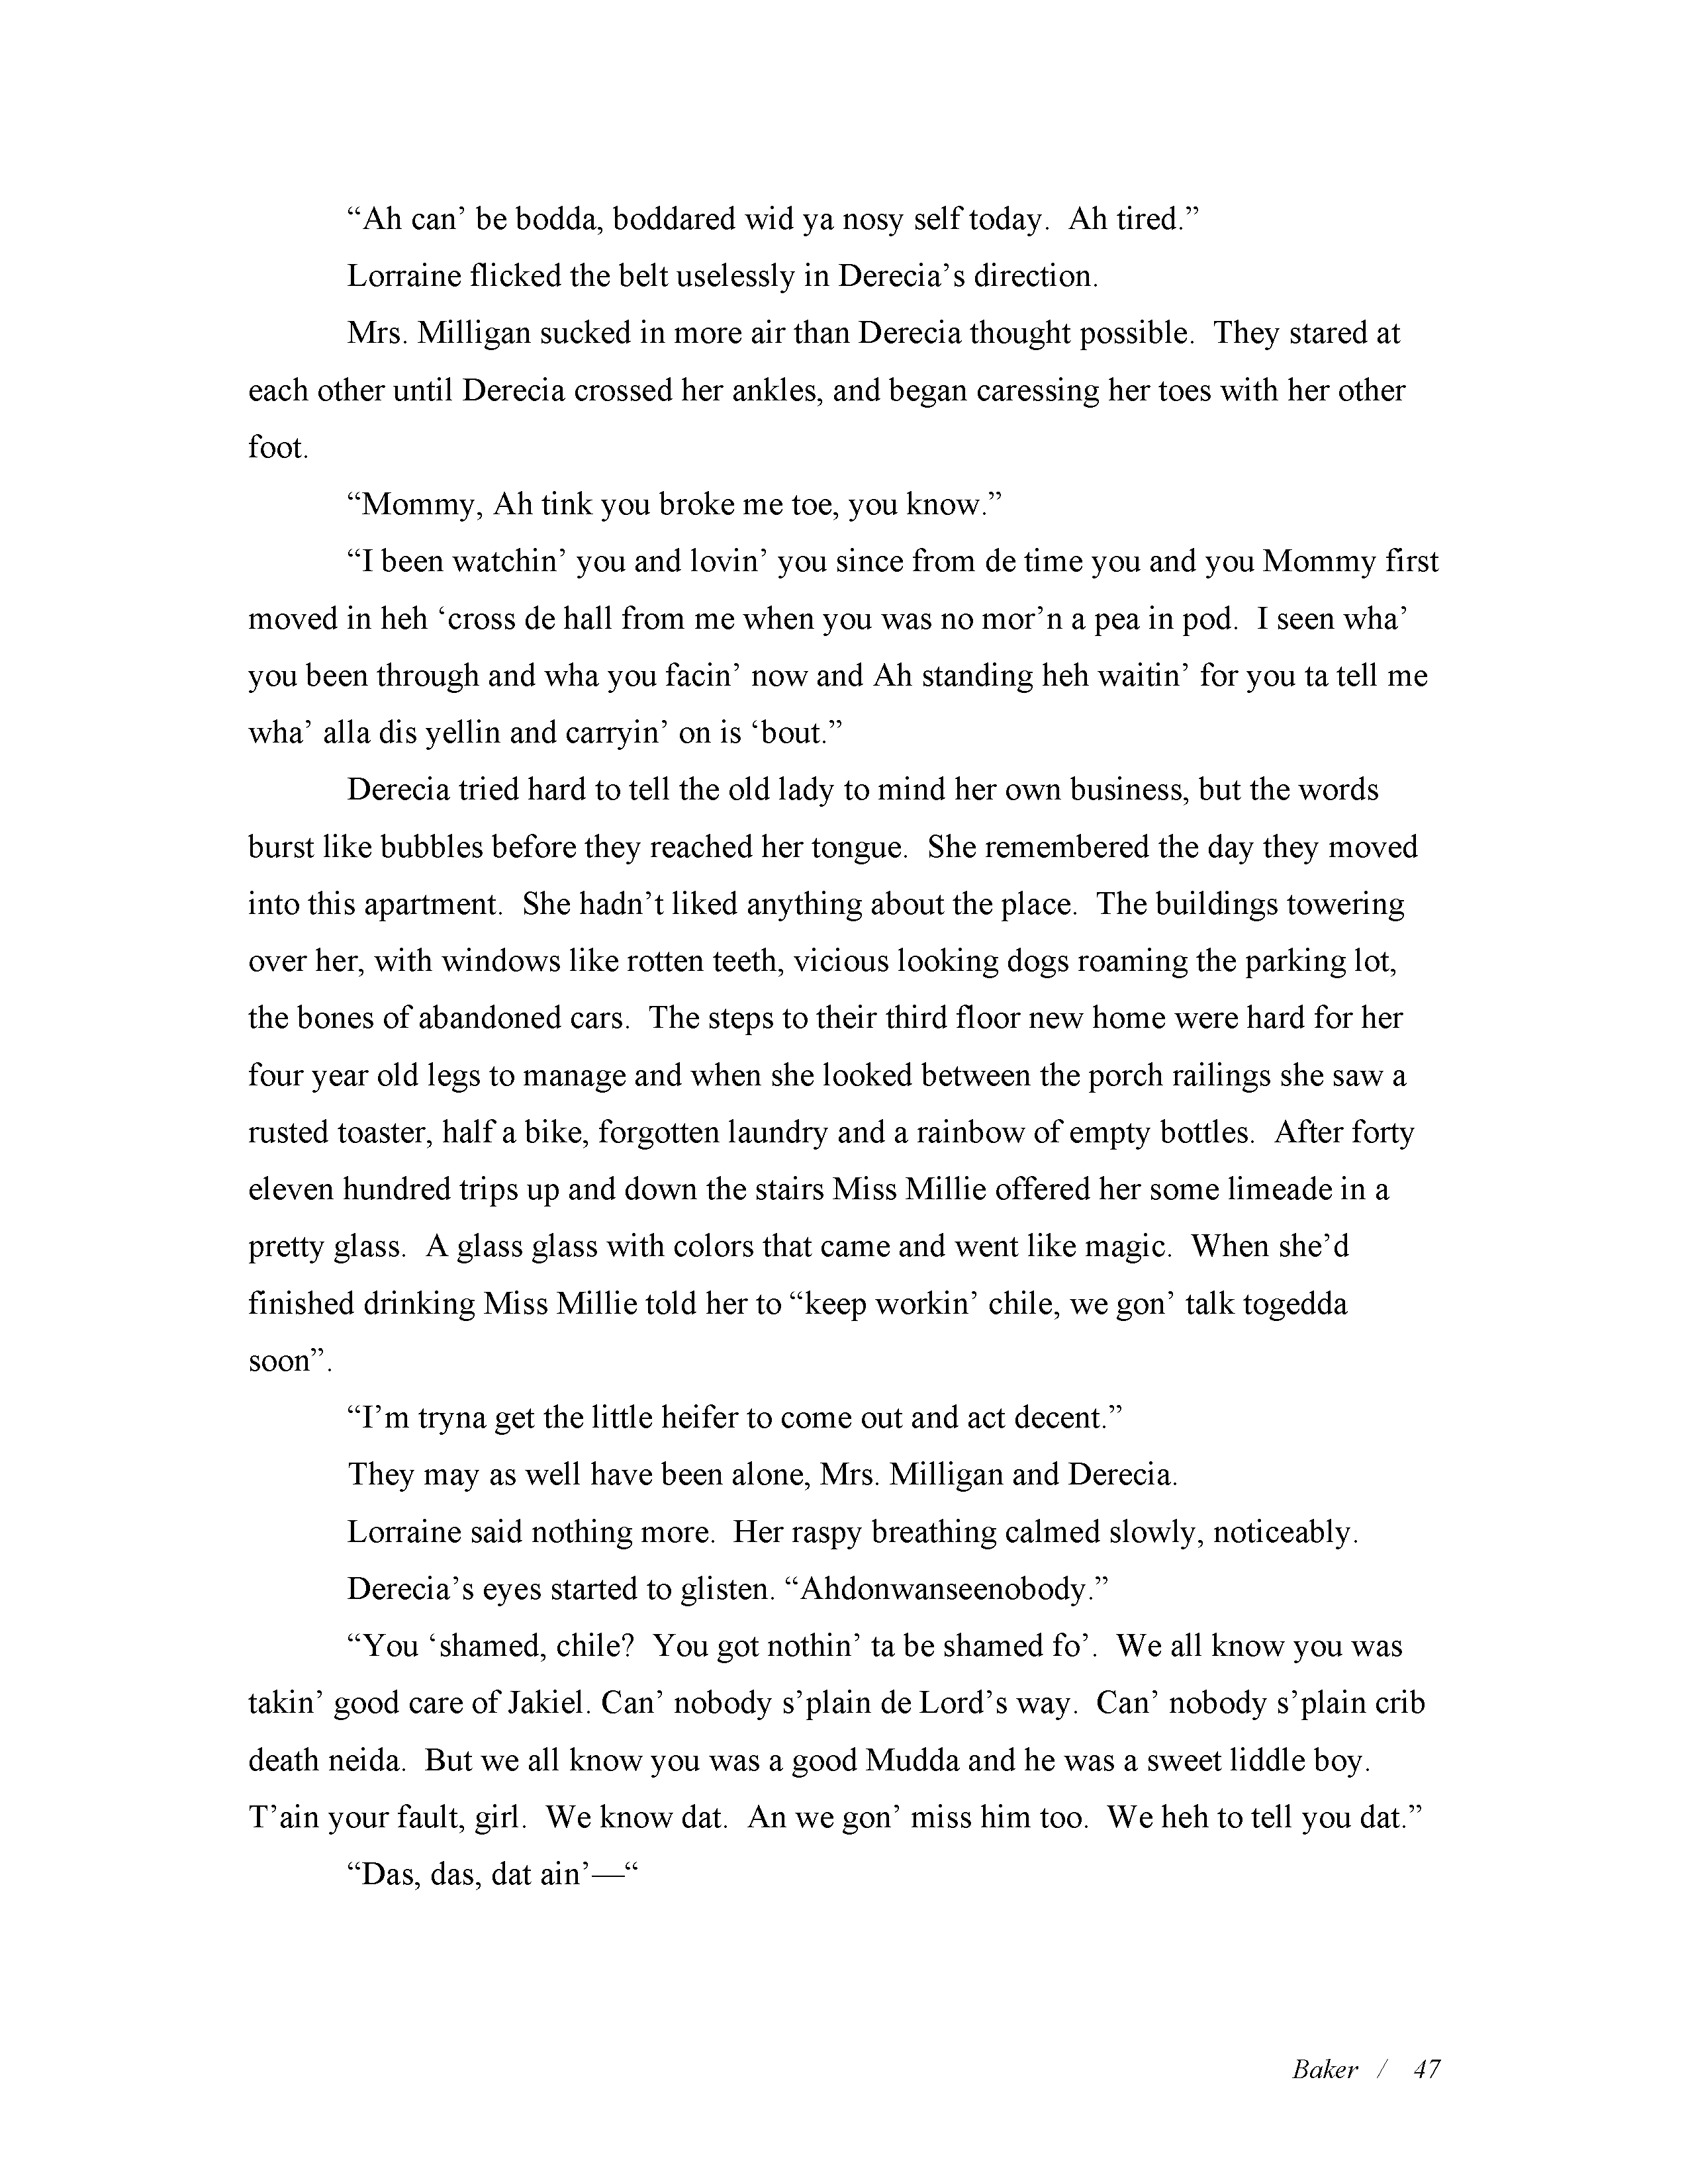 “Ah can’ be bodda, boddared wid ya nosy self today.  Ah tired.”
Lorraine flicked the belt uselessly in Derecia’s direction.
Mrs. Milligan sucked in more air than Derecia thought possible.  They stared at
each other until Derecia crossed her ankles, and began caressing her toes with her other
foot.
“Mommy, Ah tink you broke me toe, you know.”
“I been watchin’ you and lovin’ you since from de time you and you Mommy first
moved in heh ‘cross de hall from me when you was no mor’n a pea in pod.  I seen wha’
you been through and wha you facin’ now and Ah standing heh waitin’ for you ta tell me
wha’ alla dis yellin and carryin’ on is ‘bout.”
Derecia tried hard to tell the old lady to mind her own business, but the words
burst like bubbles before they reached her tongue.  She remembered the day they moved
into this apartment.  She hadn’t liked anything about the place.  The buildings towering
over her, with windows like rotten teeth, vicious looking dogs roaming the parking lot,
the bones of abandoned cars.  The steps to their third floor new home were hard for her
four year old legs to manage and when she looked between the porch railings she saw a
rusted toaster, half a bike, forgotten laundry and a rainbow of empty bottles.  After forty
eleven hundred trips up and down the stairs Miss Millie offered her some limeade in a
pretty glass.  A glass glass with colors that came and went like magic.  When she’d
finished drinking Miss Millie told her to “keep workin’ chile, we gon’ talk togedda
soon”.
“I’m tryna get the little heifer to come out and act decent.”
They may as well have been alone, Mrs. Milligan and Derecia.
Lorraine said nothing more.  Her raspy breathing calmed slowly, noticeably.
Derecia’s eyes started to glisten. “Ahdonwanseenobody.”
“You ‘shamed, chile?  You got nothin’ ta be shamed fo’.  We all know you was
takin’ good care of Jakiel. Can’ nobody s’plain de Lord’s way.  Can’ nobody s’plain crib
death neida.  But we all know you was a good Mudda and he was a sweet liddle boy.
T’ain your fault, girl.  We know dat.  An we gon’ miss him too.  We heh to tell you dat.”
“Das, das, dat ain’—“
Baker / 47